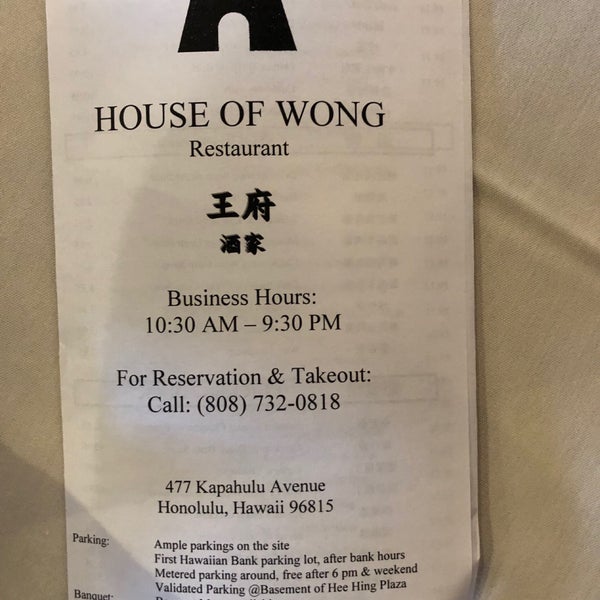 HOUSE OF WONG
Restaurant
王府
酒家
Business Hours:
10:30 AM – 9:30 PM
For Reservation & Takeout:
Call: (808) 732-0818
477 Kapahulu Avenue
Honolulu, Hawaii 96815
Parking: Ample parkings on the site
First Hawaiian Bank parking lot, after bank hours
Metered parking around, free after 6 pm & weekend
Validated Parking @Basement of Hee Hing Plaza
Banquet: